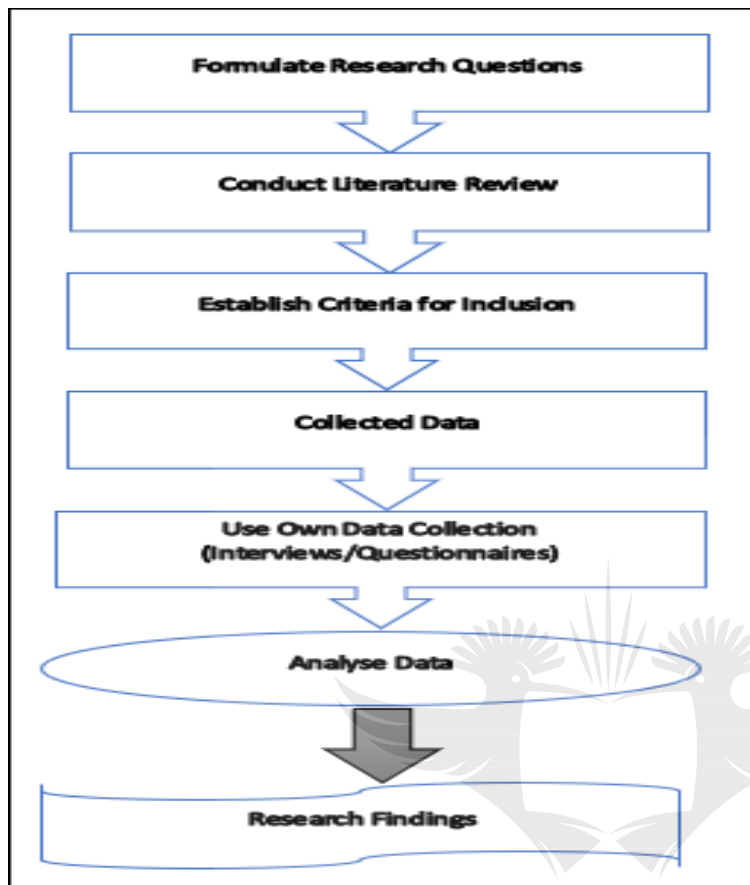 Formulate Research Questions
Conduct Literature Review
Establish Criteria for Inclusion
Collected Data
Use Own Data Collection
(Interviews/Questionnaires)
Analyse Data
Research Findings